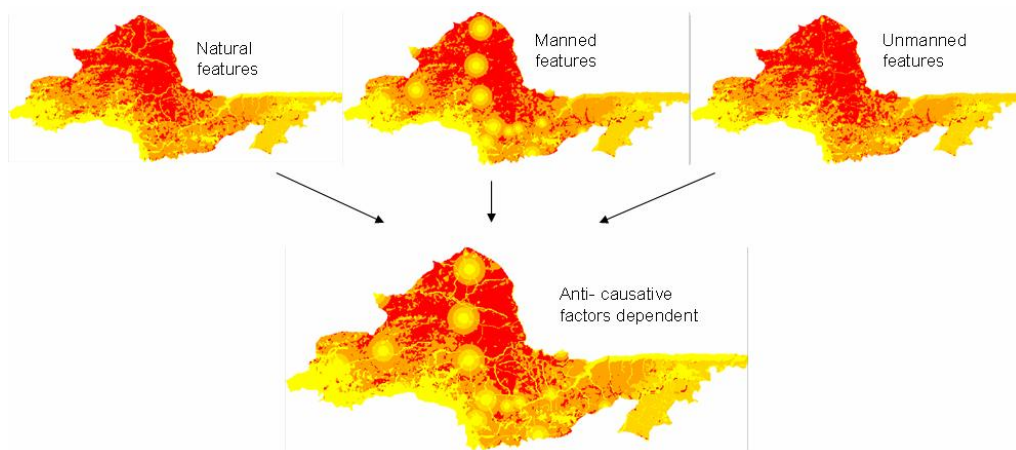 Natural
features
Manned
features
Unmanned
features
Anti- causative
factors dependent